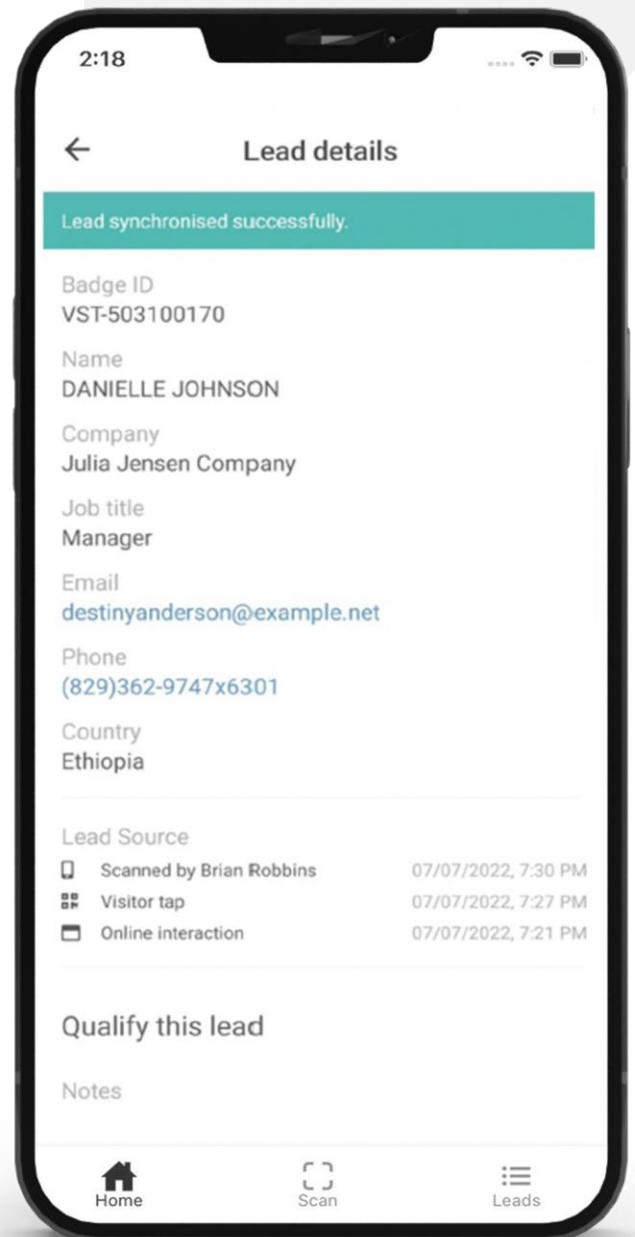 2:18
Lead details
Lead synchronised successfully.
Badge ID
VST-503100170
Name
DANIELLE JOHNSON
Company
Julia Jensen Company
Job title
Manager
Email
destinyanderson@example.net
Phone
(829)362-9747x6301
Country
Ethiopia
Lead Source
Scanned by Brian Robbins 07/07/2022, 7:30 PM
Visitor tap 07/07/2022, 7:27 PM
Online interaction 07/07/2022, 7:21 PM
Qualify this lead
Notes
Home Scan Leads